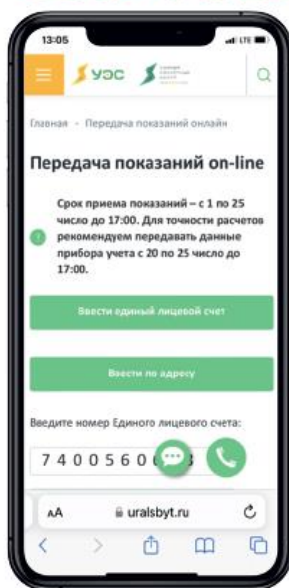 13:05
LTE
УЭС
Главная - Передача показаний онлайн
Передача показаний on-line
Срок приема показаний – с 1 по 25
число до 17:00. Для точности расчетов
рекомендуем передавать данные
прибора учета с 20 по 25 число до
17:00.
Ввести единый лицевой счет
Ввести по адресу
Введите номер Единого лицевого счета:
7400560
AA uralsbyt.ru